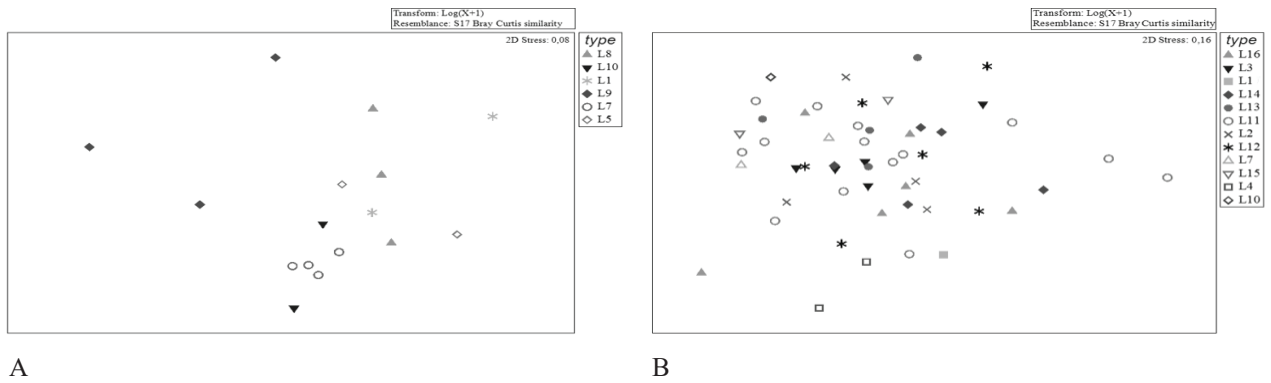 Transform: Log(X+1)
Resemblance: S17 Bray Curtis similarity
2D Stress: 0,08
type
L8
L10
L1
L9
L7
L5
A
Transform: Log(X+1)
Resemblance: S17 Bray Curtis similarity
2D Stress: 0,16
type
L16
L3
L1
L14
L13
L11
L2
L12
L7
L15
L4
L10
B